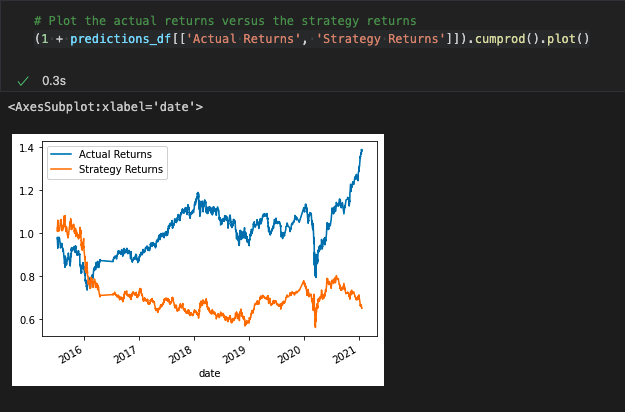 # Plot the actual returns versus the strategy returns
(1 + predictions_df[['Actual Returns', 'Strategy Returns']]).cumprod().plot()
✓ 0.3s
<AxesSubplot:xlabel='date'>
Actual Returns
Strategy Returns
1.4
1.2
1.0
0.8
0.6
2016 2017 2018 2019 2020 2021
date